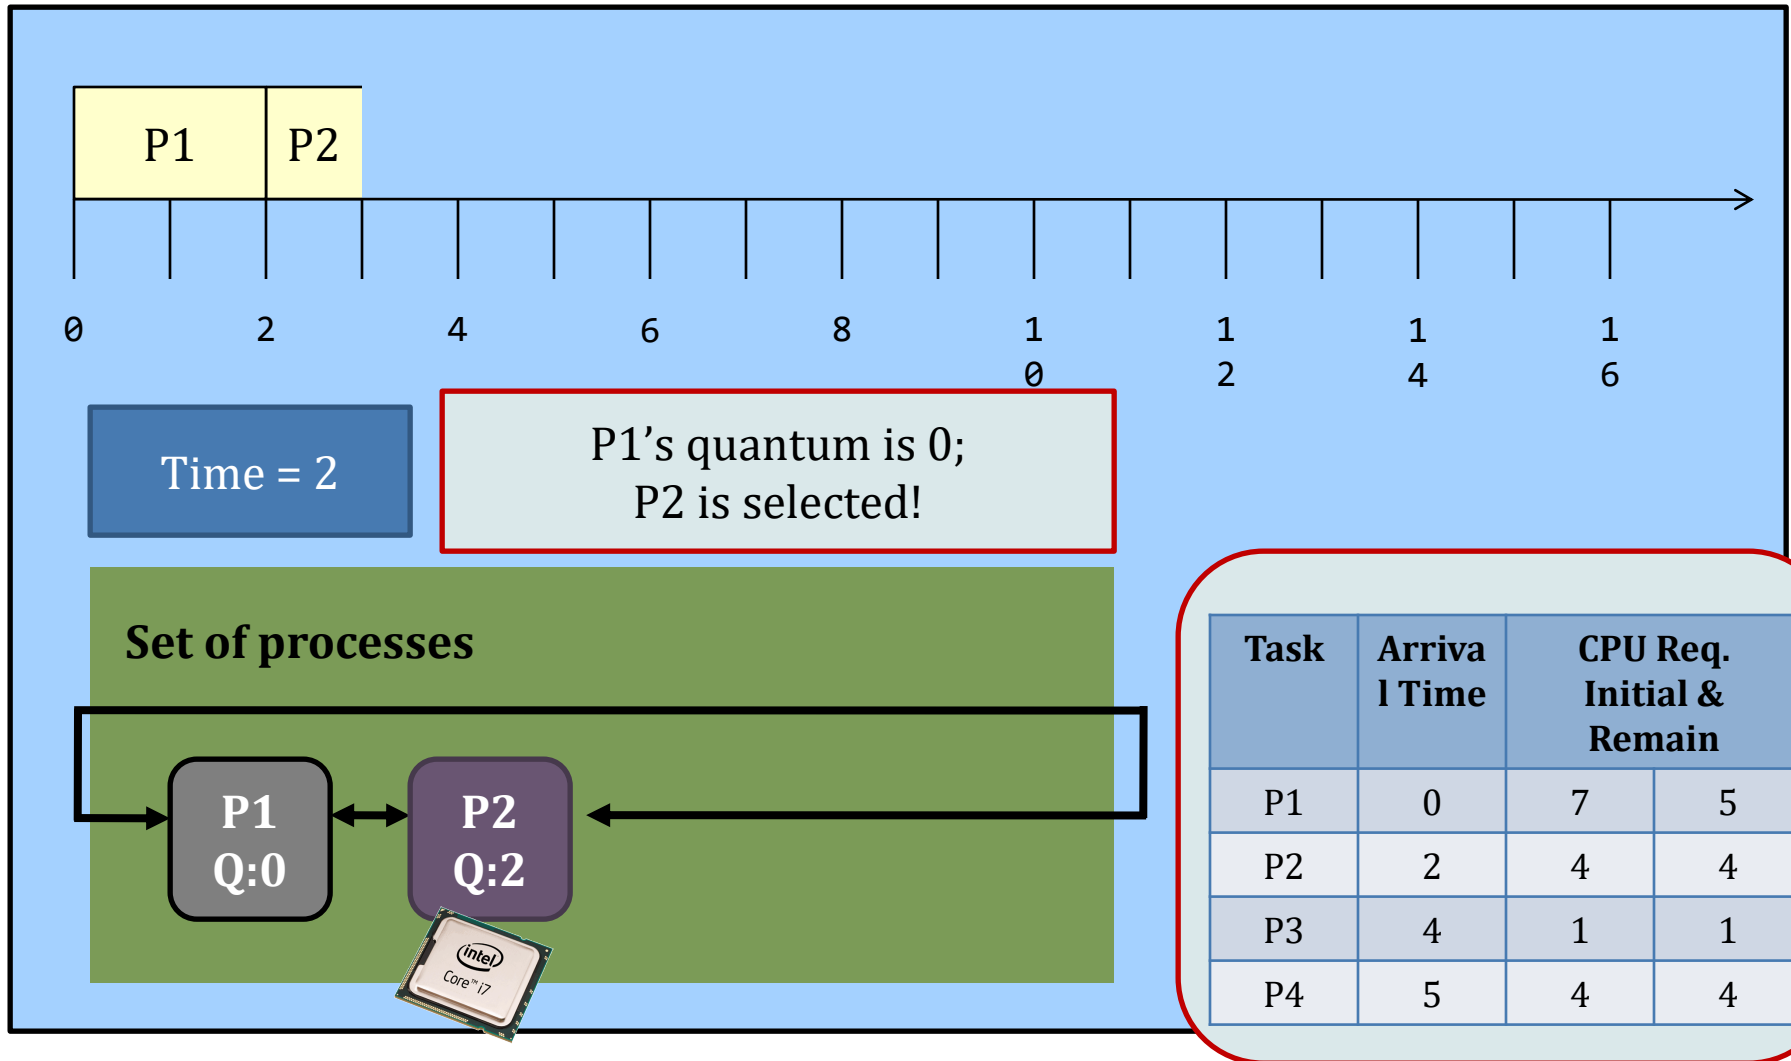 P1 P2
0 2 4 6 8 1 1 1 1
0 2 4 6
Time = 2
P1’s quantum is 0;
P2 is selected!
Set of processes
P1
Q:0
P2
Q:2
intel
Core™ i7
Task Arriva CPU Req.
l Time Initial &
Remain
P1 0 7 5
P2 2 4 4
P3 4 1 1
P4 5 4 4